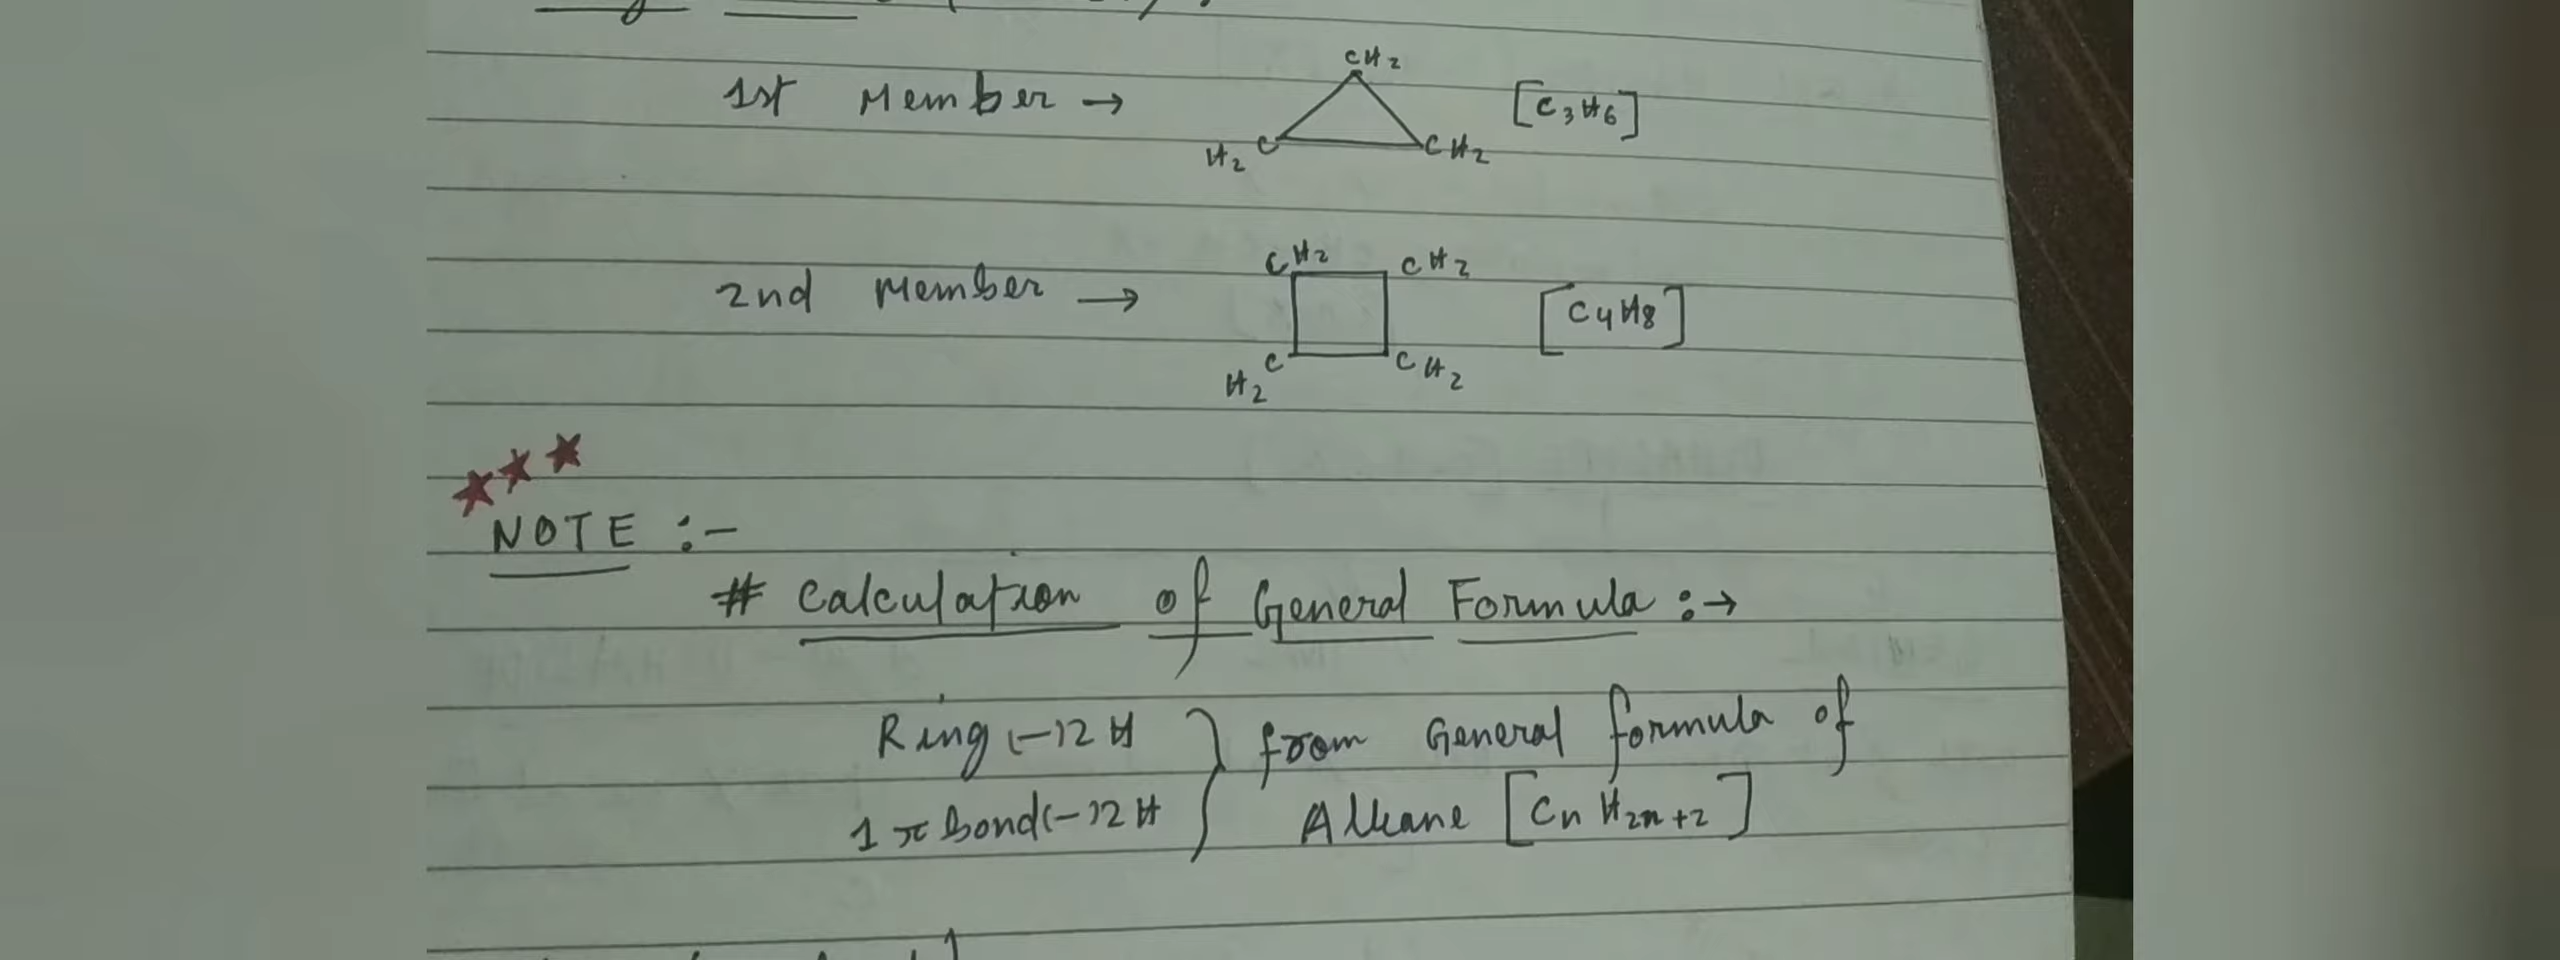 1st Member → CH2 H2C CH2 [C3H6]
2nd Member → CH2 CH2 H2C CH2 [C4H8]
NOTE :-
# Calculation of General Formula :→
Ring (-) 2H } from General formula of
1 π Bond (-) 2H } Alkane [CnH2n+2]